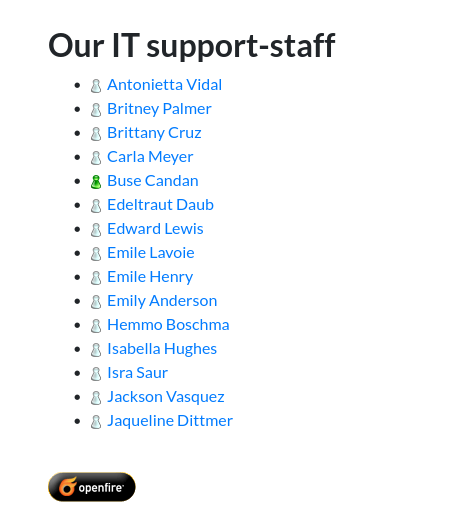 Our IT support-staff
Antonietta Vidal
Britney Palmer
Brittany Cruz
Carla Meyer
Buse Candan
Edeltraut Daub
Edward Lewis
Emile Lavoie
Emile Henry
Emily Anderson
Hemmo Boschma
Isabella Hughes
Isra Saur
Jackson Vasquez
Jaqueline Dittmer
openfire